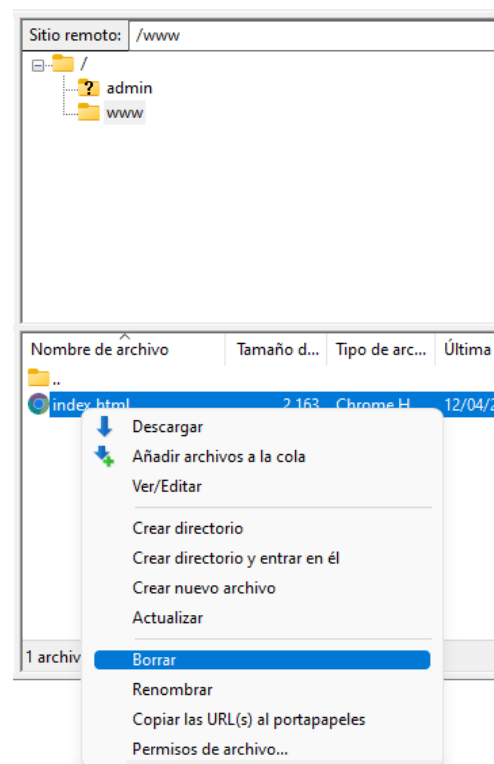 Sitio remoto: /www
/
? admin
www
Nombre de archivo Tamaño d... Tipo de arc... Última
..
index.html 2.163 Chrome H... 12/04/2
Descargar
Añadir archivos a la cola
Ver/Editar
Crear directorio
Crear directorio y entrar en él
Crear nuevo archivo
Actualizar
1 archiv
Borrar
Renombrar
Copiar las URL(s) al portapapeles
Permisos de archivo...